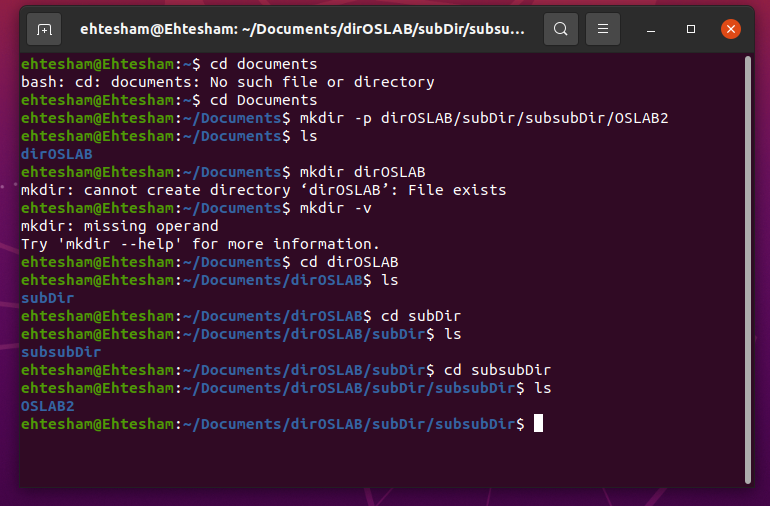 ehtesham@Ehtesham: ~/Documents/dirOSLAB/subDir/subsu...
ehtesham@Ehtesham:~$ cd documents
bash: cd: documents: No such file or directory
ehtesham@Ehtesham:~$ cd Documents
ehtesham@Ehtesham:~/Documents$ mkdir -p dirOSLAB/subDir/subsubDir/OSLAB2
ehtesham@Ehtesham:~/Documents$ ls
dirOSLAB
ehtesham@Ehtesham:~/Documents$ mkdir dirOSLAB
mkdir: cannot create directory ‘dirOSLAB’: File exists
ehtesham@Ehtesham:~/Documents$ mkdir -v
mkdir: missing operand
Try 'mkdir --help' for more information.
ehtesham@Ehtesham:~/Documents$ cd dirOSLAB
ehtesham@Ehtesham:~/Documents/dirOSLAB$ ls
subDir
ehtesham@Ehtesham:~/Documents/dirOSLAB$ cd subDir
ehtesham@Ehtesham:~/Documents/dirOSLAB/subDir$ ls
subsubDir
ehtesham@Ehtesham:~/Documents/dirOSLAB/subDir$ cd subsubDir
ehtesham@Ehtesham:~/Documents/dirOSLAB/subDir/subsubDir$ ls
OSLAB2
ehtesham@Ehtesham:~/Documents/dirOSLAB/subDir/subsubDir$